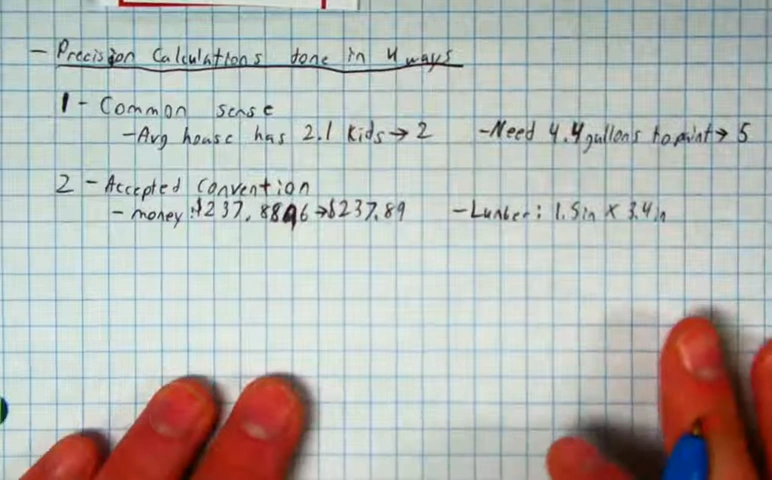 - Precision Calculations done in 4 ways
1 - Common sense
- Avg house has 2.1 kids → 2 - Need 4.4 gullons to paint → 5
2 - Accepted convention
- money: $237.8896 → $237.89 - Lumber: 1.5in X 3.4in